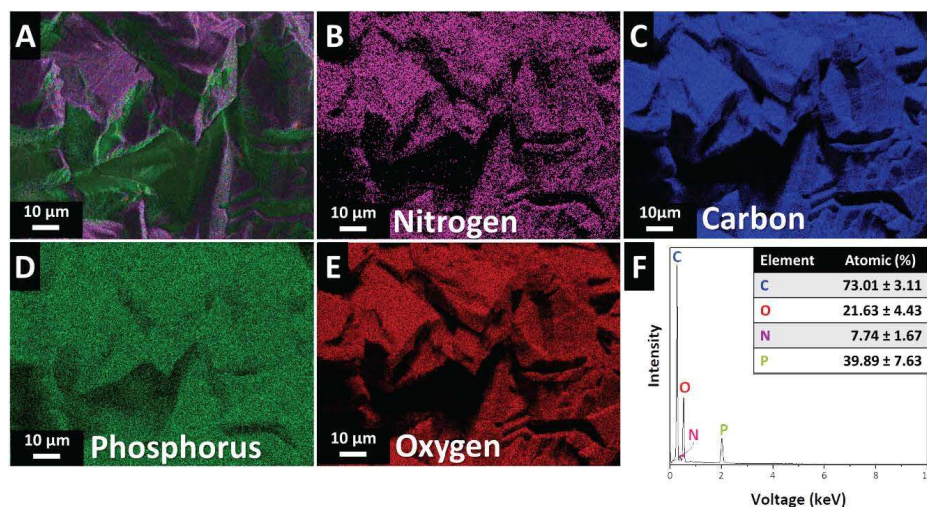 A
10 µm
B
Nitrogen
10 µm
C
Carbon
10µm
D
Phosphorus
10 µm
E
Oxygen
10 µm
F
Element Atomic (%)
C 73.01 ± 3.11
O 21.63 ± 4.43
N 7.74 ± 1.67
P 39.89 ± 7.63
C
O
N
P
Intensity
0 2 4 6 8 1
Voltage (keV)